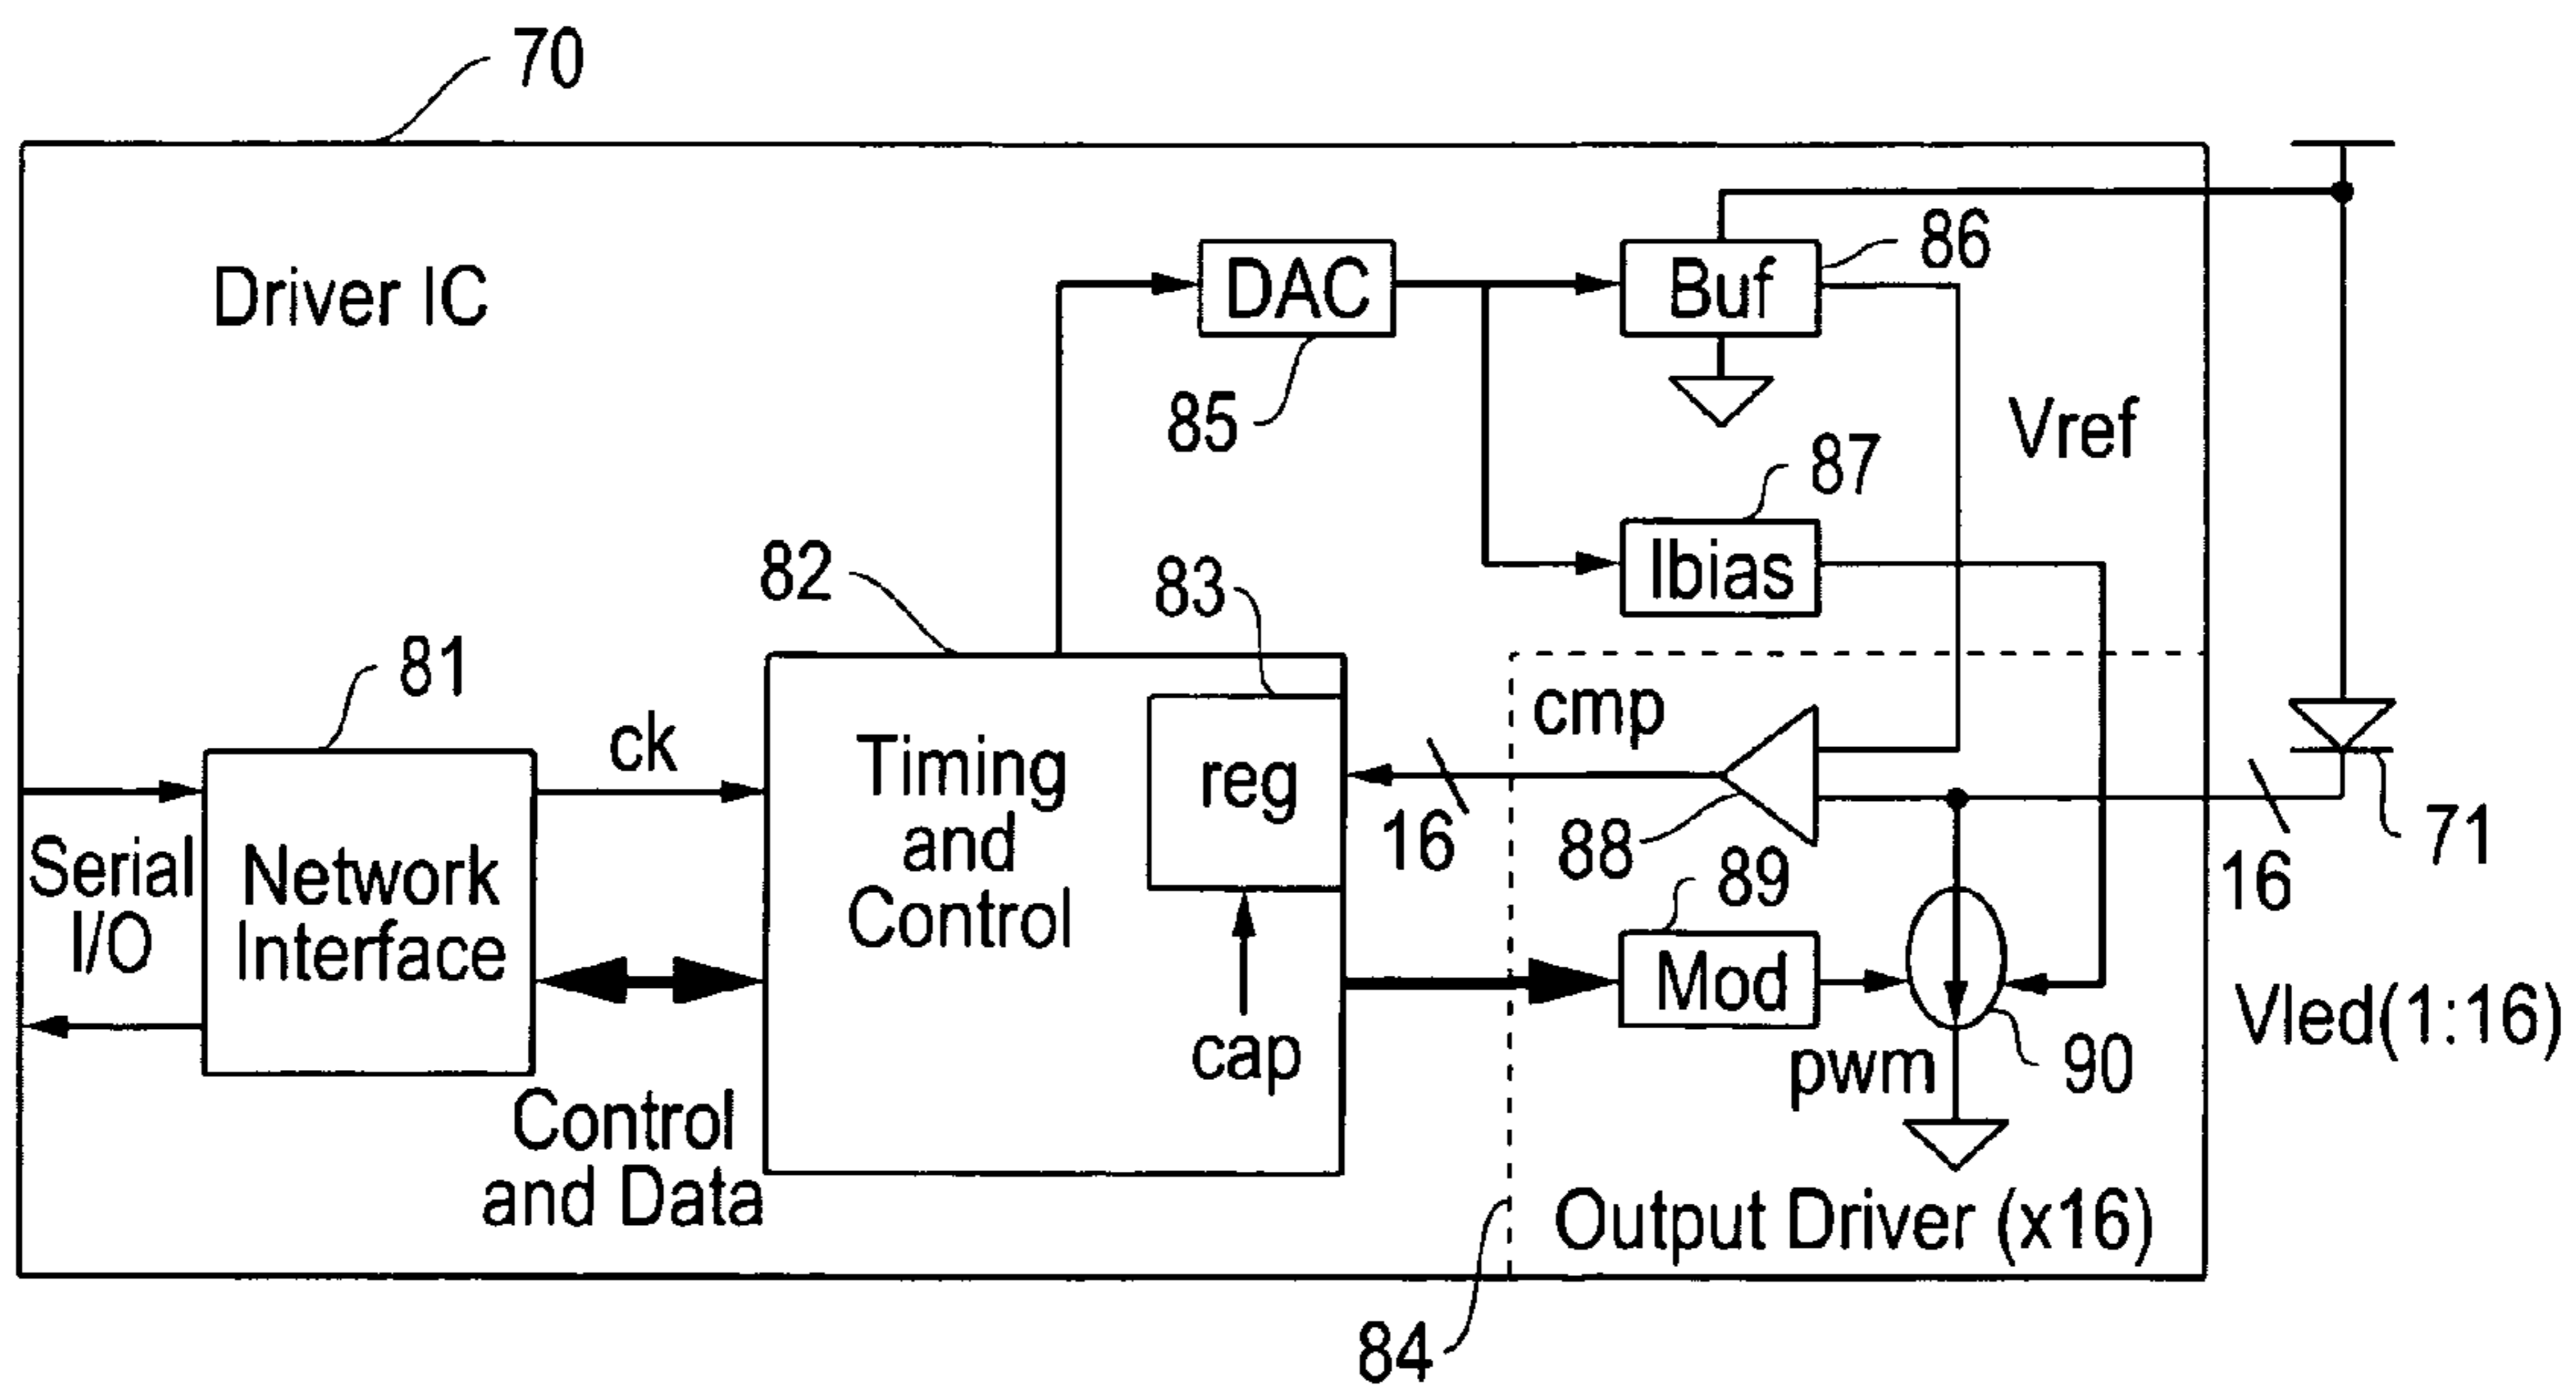 70
Driver IC
DAC
85
Buf
86
Vref
87
Ibias
82
83
81
Serial
I/O
Network
Interface
ck
Timing
and
Control
reg
cap
Control
and Data
cmp
16
88
89
Mod
pwm
90
71
16
Vled(1:16)
Output Driver (x16)
84